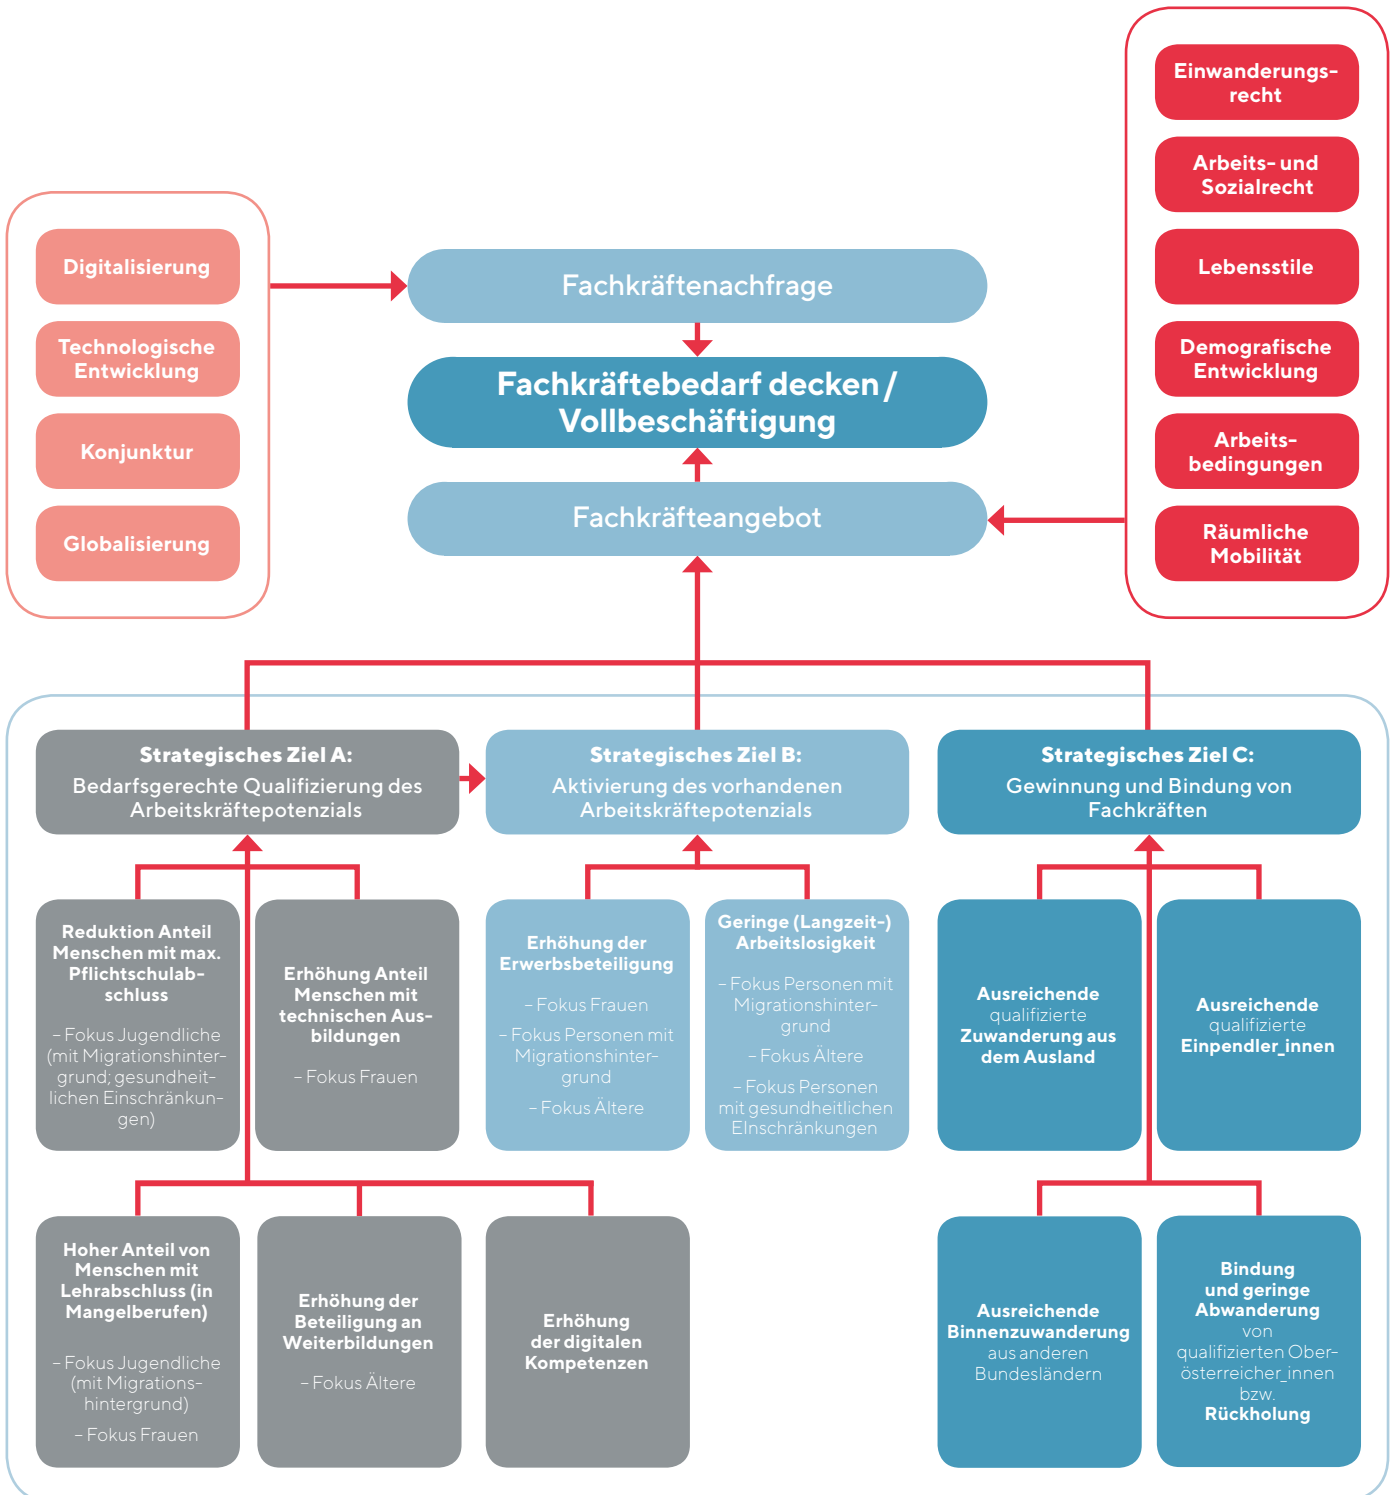 Einwanderungs-
recht
Arbeits- und
Sozialrecht
Lebensstile
Demografische
Entwicklung
Arbeits-
bedingungen
Räumliche
Mobilität
Digitalisierung
Technologische
Entwicklung
Konjunktur
Globalisierung
Fachkräftenachfrage
Fachkräftebedarf decken /
Vollbeschäftigung
Fachkräfteangebot
Strategisches Ziel A:
Bedarfsgerechte Qualifizierung des
Arbeitskräftepotenzials
Strategisches Ziel B:
Aktivierung des vorhandenen
Arbeitskräftepotenzials
Strategisches Ziel C:
Gewinnung und Bindung von
Fachkräften
Reduktion Anteil
Menschen mit max.
Pflichtschulab-
schluss
– Fokus Jugendliche
(mit Migrationshinter-
grund; gesundheit-
lichen Einschränkun-
gen)
Erhöhung Anteil
Menschen mit
technischen Aus-
bildungen
– Fokus Frauen
Erhöhung der
Erwerbsbeteiligung
– Fokus Frauen
– Fokus Personen mit
Migrationshinter-
grund
– Fokus Ältere
Geringe (Langzeit-)
Arbeitslosigkeit
– Fokus Personen mit
Migrationshinter-
grund
– Fokus Ältere
– Fokus Personen
mit gesundheitlichen
EInschränkungen
Ausreichende
qualifizierte
Zuwanderung aus
dem Ausland
Ausreichende
qualifizierte
Einpendler_innen
Hoher Anteil von
Menschen mit
Lehrabschluss (in
Mangelberufen)
– Fokus Jugendliche
(mit Migrations-
hintergrund)
– Fokus Frauen
Erhöhung der
Beteiligung an
Weiterbildungen
– Fokus Ältere
Erhöhung
der digitalen
Kompetenzen
Ausreichende
Binnenzuwanderung
aus anderen
Bundesländern
Bindung
und geringe
Abwanderung
von
qualifizierten Ober-
österreicher_innen
bzw.
Rückholung